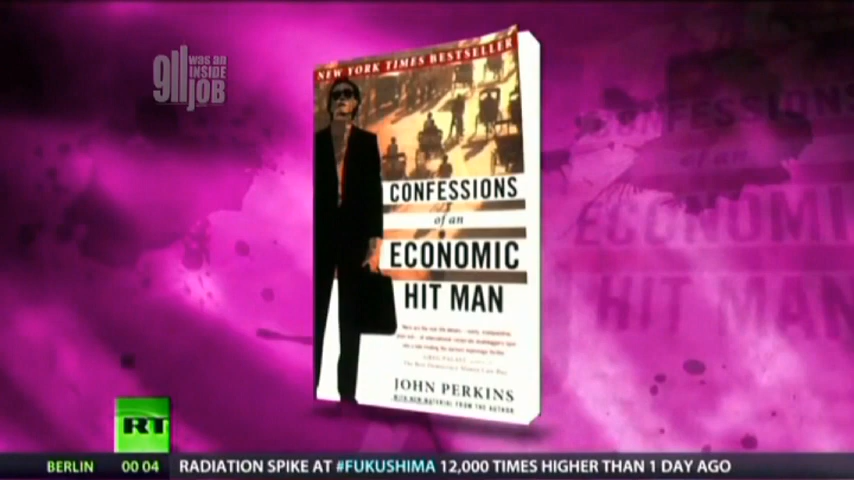 911
WAS AN
INSIDE
JOB
NEW YORK TIMES BESTSELLER
CONFESSIONS
of an
ECONOMIC
HIT MAN
CONFESSIONS
of an
ECONOMIC
HIT MAN
JOHN PERKINS
WITH NEW MATERIAL FROM THE AUTHOR
RT
BERLIN 00 04 RADIATION SPIKE AT #FUKUSHIMA 12,000 TIMES HIGHER THAN 1 DAY AGO